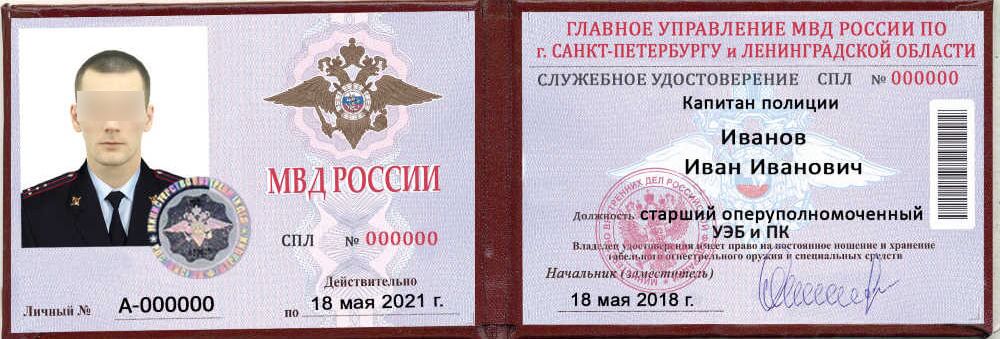 МВД РОССИИ
СПЛ № 000000
Действительно
Личный № А-000000 по 18 мая 2021 г.
ГЛАВНОЕ УПРАВЛЕНИЕ МВД РОССИИ ПО
г. САНКТ-ПЕТЕРБУРГУ и ЛЕНИНГРАДСКОЙ ОБЛАСТИ
СЛУЖЕБНОЕ УДОСТОВЕРЕНИЕ СПЛ № 000000
Капитан полиции
Иванов
Иван Иванович
Должность старший оперуполномоченный
УЭБ и ПК
Владелец удостоверения имеет право на постоянное ношение и хранение
табельного огнестрельного оружия и специальных средств
Начальник (заместитель)
18 мая 2018 г.